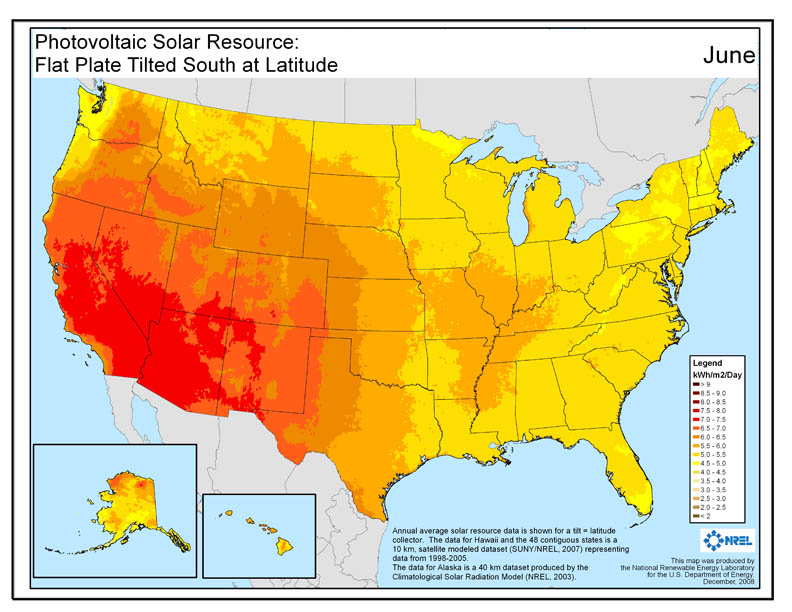 Photovoltaic Solar Resource:
Flat Plate Tilted South at Latitude
June
Legend
kWh/m2/Day
> 9
8.5 - 9.0
8.0 - 8.5
7.5 - 8.0
7.0 - 7.5
6.5 - 7.0
6.0 - 6.5
5.5 - 6.0
5.0 - 5.5
4.5 - 5.0
4.0 - 4.5
3.5 - 4.0
3.0 - 3.5
2.5 - 3.0
2.0 - 2.5
< 2
Annual average solar resource data is shown for a tilt = latitude
collector. The data for Hawaii and the 48 contiguous states is a
10 km, satellite modeled dataset (SUNY/NREL, 2007) representing
data from 1998-2005.
The data for Alaska is a 40 km dataset produced by the
Climatological Solar Radiation Model (NREL, 2003).
NREL
This map was produced by
the National Renewable Energy Laboratory
for the U.S. Department of Energy.
December, 2008